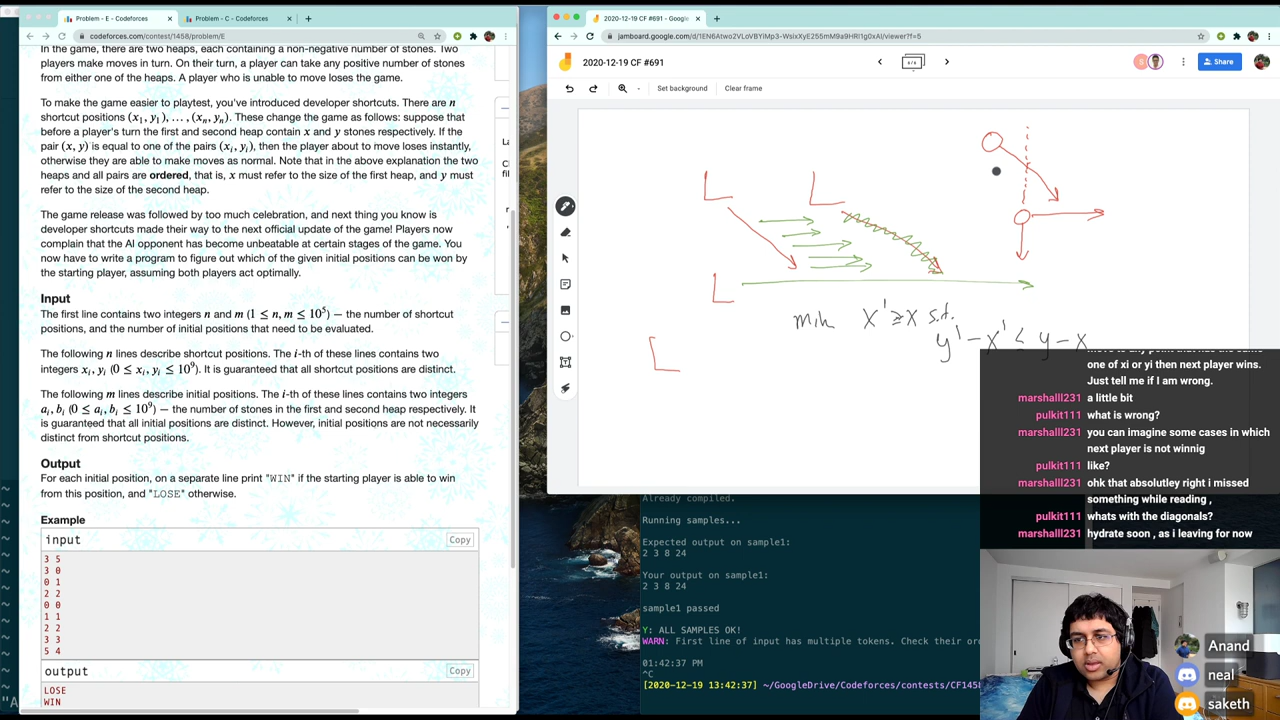 Problem - E - Codeforces
Problem - C - Codeforces
codeforces.com/contest/1458/problem/E
In the game, there are two heaps, each containing a non-negative number of stones. Two
players make moves in turn. On their turn, a player can take any positive number of stones
from either one of the heaps. A player who is unable to move loses the game.
To make the game easier to playtest, you've introduced developer shortcuts. There are n
shortcut positions (x1, y1), …, (xn, yn). These change the game as follows: suppose that
before a player's turn the first and second heap contain x and y stones respectively. If the
pair (x, y) is equal to one of the pairs (xi, yi), then the player about to move loses instantly,
otherwise they are able to make moves as normal. Note that in the above explanation the two
heaps and all pairs are ordered, that is, x must refer to the size of the first heap, and y must
refer to the size of the second heap.
The game release was followed by too much celebration, and next thing you know is
developer shortcuts made their way to the next official update of the game! Players now
complain that the AI opponent has become unbeatable at certain stages of the game. You
now have to write a program to figure out which of the given initial positions can be won by
the starting player, assuming both players act optimally.
Input
The first line contains two integers n and m (1 ≤ n, m ≤ 10^5) — the number of shortcut
positions, and the number of initial positions that need to be evaluated.
The following n lines describe shortcut positions. The i-th of these lines contains two
integers xi, yi (0 ≤ xi, yi ≤ 10^9). It is guaranteed that all shortcut positions are distinct.
The following m lines describe initial positions. The i-th of these lines contains two integers
ai, bi (0 ≤ ai, bi ≤ 10^9) — the number of stones in the first and second heap respectively. It
is guaranteed that all initial positions are distinct. However, initial positions are not necessarily
distinct from shortcut positions.
Output
For each initial position, on a separate line print "WIN" if the starting player is able to win
from this position, and "LOSE" otherwise.
Example
input
Copy
3 5
3 0
0 1
2 2
0 0
1 1
2 2
3 3
5 4
output
Copy
LOSE
WIN
2020-12-19 CF #691 - Google
2020-12-19 CF #691
Share
Set background
Clear frame
min x' ≥ x s.t.
y' - x' ≤ y - x
one of xi or yi then next player wins.
Just tell me if I am wrong.
marshalll231 a little bit
pulkit111 what is wrong?
marshalll231 you can imagine some cases in which
next player is not winnig
pulkit111 like?
marshalll231 ohk that absolutley right i missed
something while reading ,
pulkit111 whats with the diagonals?
marshalll231 hydrate soon , as i leaving for now
Already compiled.
Running samples...
Expected output on sample1:
2 3 8 24
Your output on sample1:
2 3 8 24
sample1 passed
Y: ALL SAMPLES OK!
WARN: First line of input has multiple tokens. Check their
01:42:37 PM
^C
[2020-12-19 13:42:37] ~/GoogleDrive/Codeforces/contests/CF145
Anand
neal
saketh